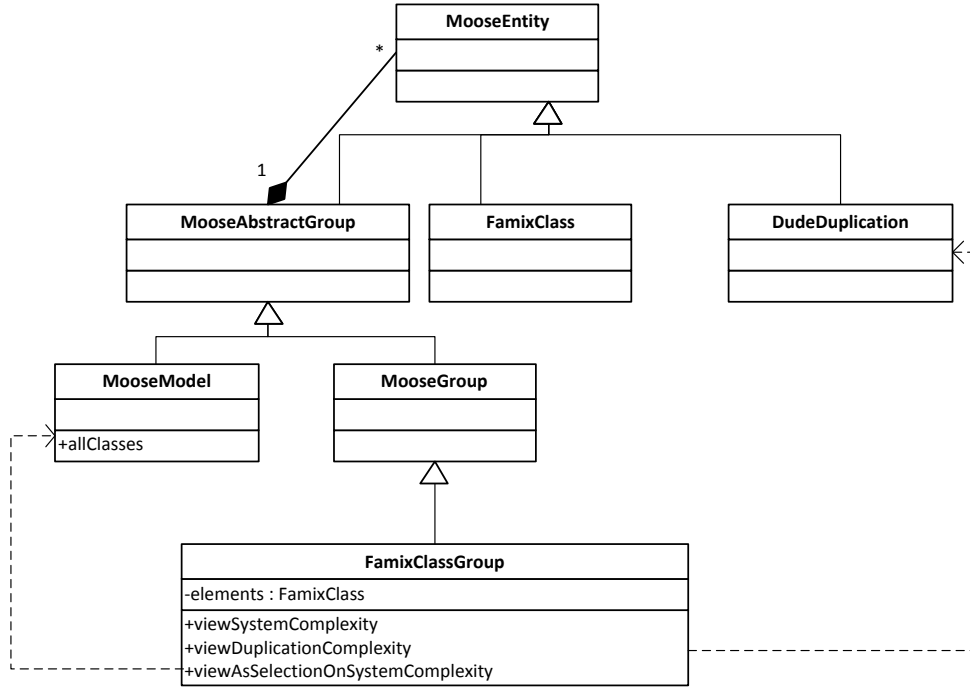 MooseEntity
*
1
MooseAbstractGroup
FamixClass
DudeDuplication
MooseModel
MooseGroup
+allClasses
FamixClassGroup
-elements : FamixClass
+viewSystemComplexity
+viewDuplicationComplexity
+viewAsSelectionOnSystemComplexity